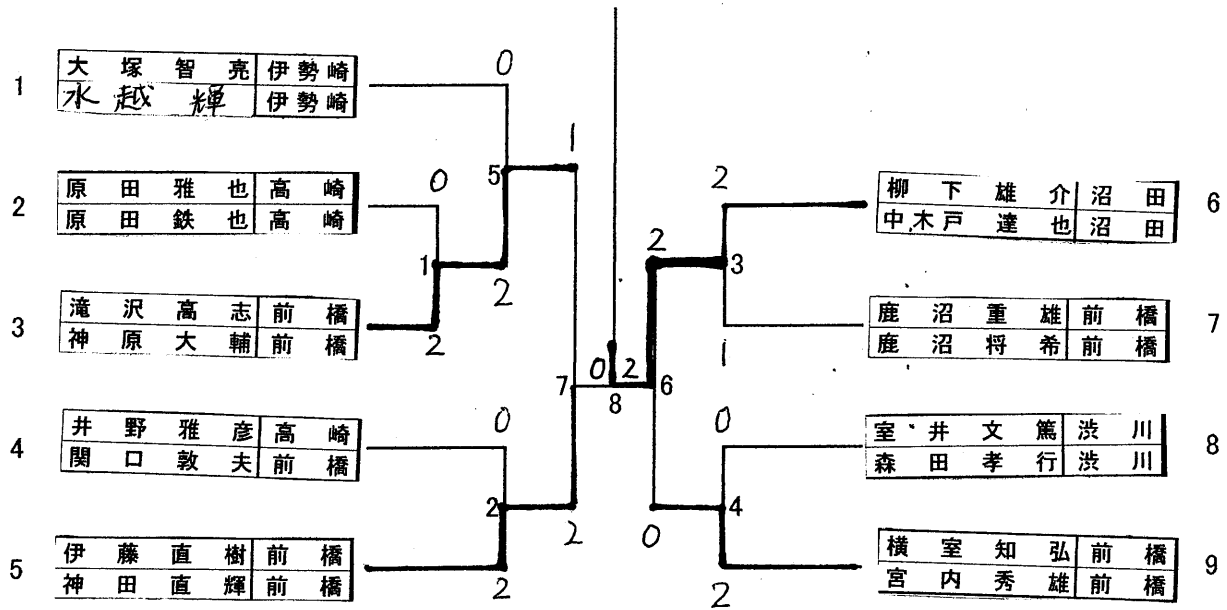 1 大塚智亮 伊勢崎
水越輝 伊勢崎
2 原田雅也 高崎
原田鉄也 高崎
3 滝沢高志 前橋
神原大輔 前橋
4 井野雅彦 高崎
関口敦夫 前橋
5 伊藤直樹 前橋
神田直輝 前橋
0
0
5
1
1
2
2
7
0
2
2
2
0 2
8
6
2
2
3
1
0
4
0
2
柳下雄介 沼田 6
中木戸達也 沼田
鹿沼重雄 前橋 7
鹿沼将希 前橋
室井文篤 渋川 8
森田孝行 渋川
横室知弘 前橋 9
宮内秀雄 前橋